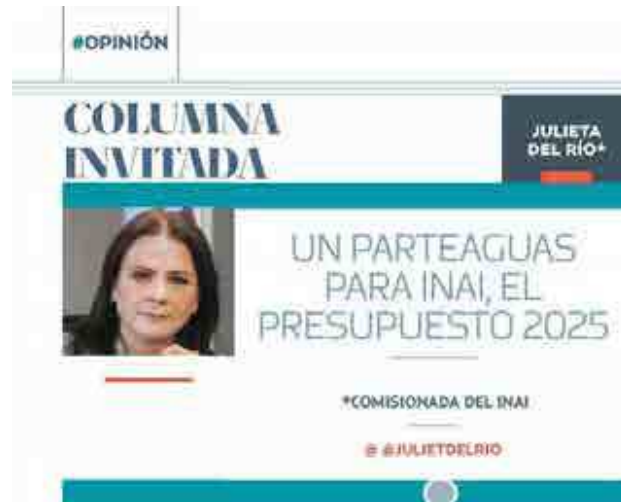 #OPINIÓN
COLUMNA
INVITADA
JULIETA
DEL RÍO*
UN PARTEAGUAS
PARA INAI, EL
PRESUPUESTO 2025
*COMISIONADA DEL INAI
@ @JULIETDELRIO